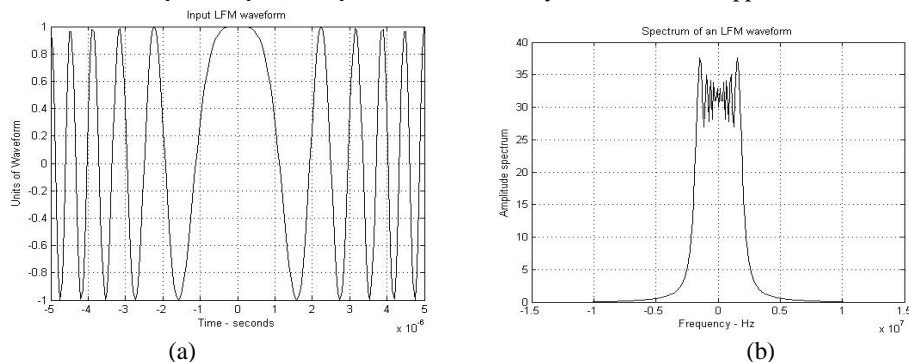 Input LFM waveform
Units of Waveform
1
0.8
0.6
0.4
0.2
0
-0.2
-0.4
-0.6
-0.8
-1
-5 -4 -3 -2 -1 0 1 2 3 4 5
Time - seconds
x 10⁻⁶
(a)
Spectrum of an LFM waveform
Amplitude spectrum
40
35
30
25
20
15
10
5
0
-1.5 -1 -0.5 0 0.5 1 1.5
Frequency - Hz
x 10⁷
(b)